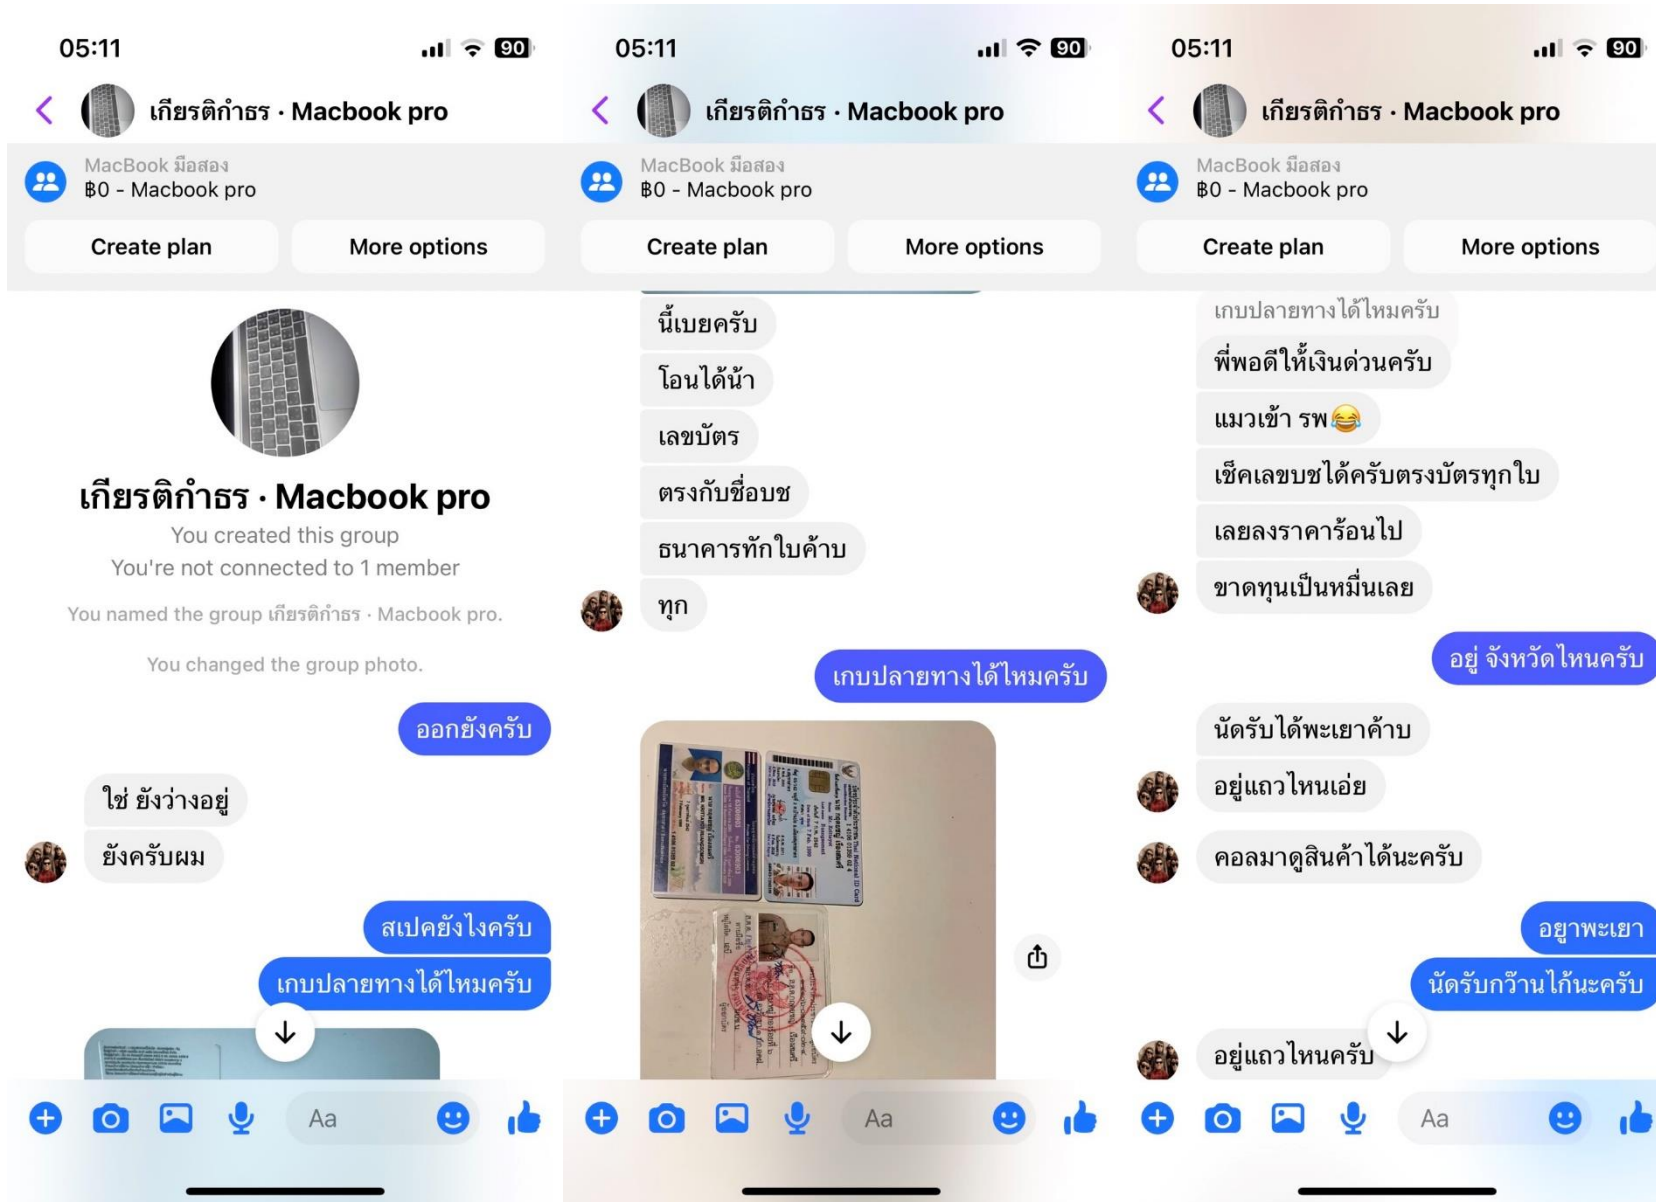 05:11
90
เกียรติกำธร · Macbook pro
MacBook มือสอง
฿0 - Macbook pro
Create plan
More options
เกียรติกำธร · Macbook pro
You created this group
You're not connected to 1 member
You named the group เกียรติกำธร · Macbook pro.
You changed the group photo.
ออกยังครับ
ใช่ ยังว่างอยู่
ยังครับผม
สเปคยังไงครับ
เกบปลายทางได้ไหมครับ
Aa
05:11
90
เกียรติกำธร · Macbook pro
MacBook มือสอง
฿0 - Macbook pro
Create plan
More options
นี้เบยครับ
โอนได้น้า
เลขบัตร
ตรงกับชื่อบช
ธนาคารทักใบค้าบ
ทุก
เกบปลายทางได้ไหมครับ
Thai National ID Card
Aa
05:11
90
เกียรติกำธร · Macbook pro
MacBook มือสอง
฿0 - Macbook pro
Create plan
More options
เกบปลายทางได้ไหมครับ
พี่พอดีให้้เงินด่วนครับ
แมวเข้า รพ😂
เช็คเลขบชได้ครับตรงบัตรทุกใบ
เลยลงราคาร้อนไป
ขาดทุนเป็นหมื่นเลย
อยู่ จังหวัดไหนครับ
นัดรับได้พะเยาค้าบ
อยู่แถวไหนเอ่ย
คอลมาดูสินค้าได้นะครับ
อยูาพะเยา
นัดรับกว๊านไก้นะครับ
อยู่แถวไหนครับ
Aa